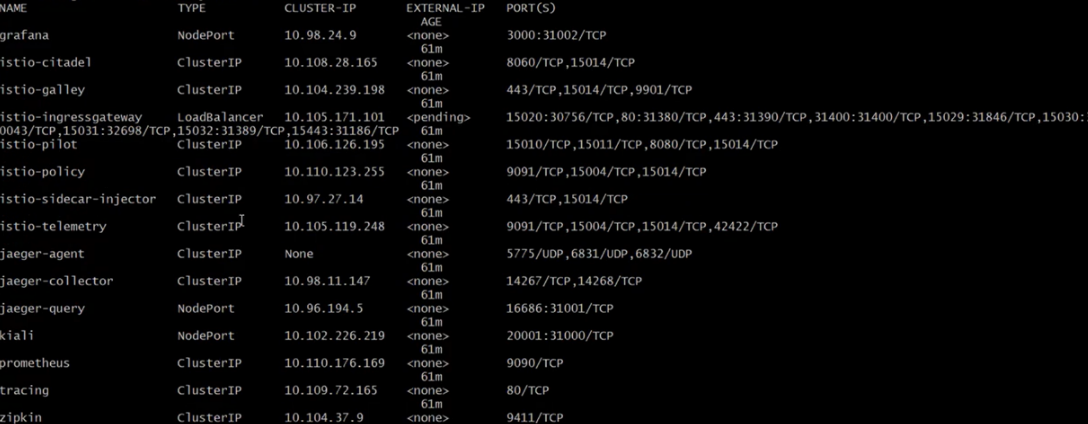 NAME TYPE CLUSTER-IP EXTERNAL-IP PORT(S)
AGE
grafana NodePort 10.98.24.9 <none> 3000:31002/TCP
61m
istio-citadel ClusterIP 10.108.28.165 <none> 8060/TCP,15014/TCP
61m
istio-galley ClusterIP 10.104.239.198 <none> 443/TCP,15014/TCP,9901/TCP
61m
istio-ingressgateway LoadBalancer 10.105.171.101 <pending> 15020:30756/TCP,80:31380/TCP,443:31390/TCP,31400:31400/TCP,15029:31846/TCP,15030:
0043/TCP,15031:32698/TCP,15032:31389/TCP,15443:31186/TCP 61m
istio-pilot ClusterIP 10.106.126.195 <none> 15010/TCP,15011/TCP,8080/TCP,15014/TCP
61m
istio-policy ClusterIP 10.110.123.255 <none> 9091/TCP,15004/TCP,15014/TCP
61m
istio-sidecar-injector ClusterIP 10.97.27.14 <none> 443/TCP,15014/TCP
61m
istio-telemetry ClusterIP 10.105.119.248 <none> 9091/TCP,15004/TCP,15014/TCP,42422/TCP
61m
jaeger-agent ClusterIP None <none> 5775/UDP,6831/UDP,6832/UDP
61m
jaeger-collector ClusterIP 10.98.11.147 <none> 14267/TCP,14268/TCP
61m
jaeger-query NodePort 10.96.194.5 <none> 16686:31001/TCP
61m
kiali NodePort 10.102.226.219 <none> 20001:31000/TCP
61m
prometheus ClusterIP 10.110.176.169 <none> 9090/TCP
61m
tracing ClusterIP 10.109.72.165 <none> 80/TCP
61m
zipkin ClusterIP 10.104.37.9 <none> 9411/TCP